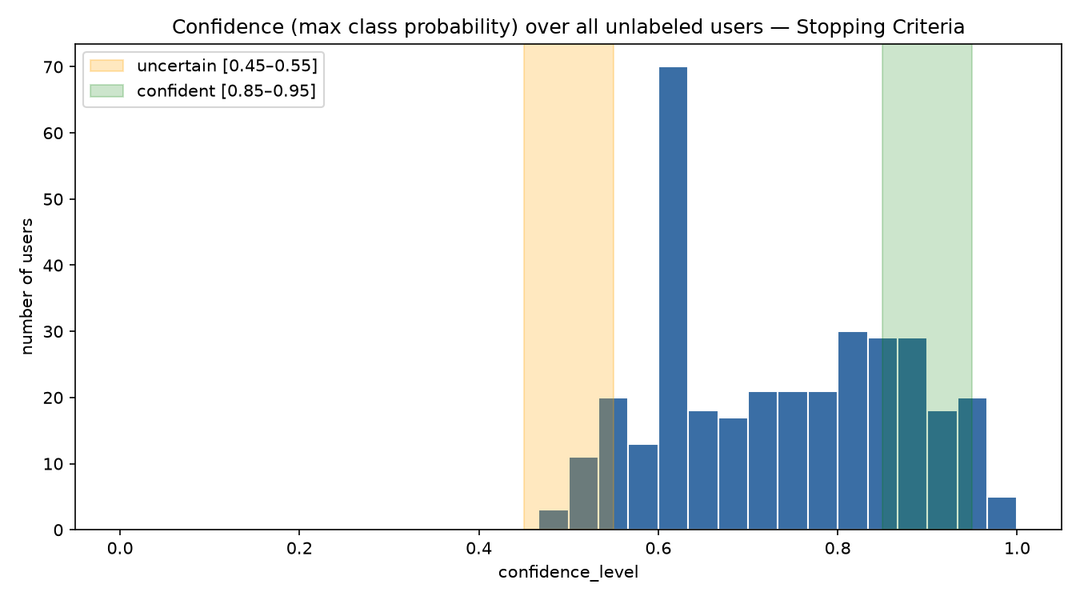 Confidence (max class probability) over all unlabeled users — Stopping Criteria
uncertain [0.45–0.55]
confident [0.85–0.95]
number of users
70
60
50
40
30
20
10
0
0.0 0.2 0.4 0.6 0.8 1.0
confidence_level